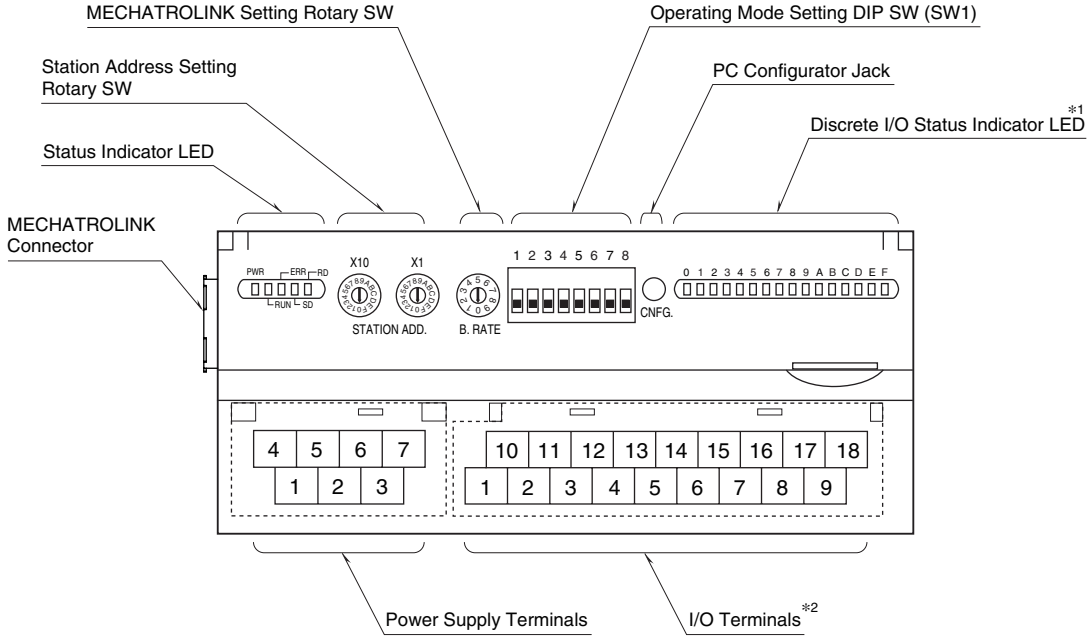 MECHATROLINK Setting Rotary SW
Operating Mode Setting DIP SW (SW1)
Station Address Setting
Rotary SW
PC Configurator Jack
Discrete I/O Status Indicator LED *1
Status Indicator LED
MECHATROLINK
Connector
1 2 3 4 5 6 7 8
X10 X1
PWR ERR RD
0 1 2 3 4 5 6 7 8 9 A B C D E F
0123456789ABCDEF
0123456789ABCDEF
0123456789
RUN SD
CNFG.
STATION ADD.
B. RATE
4 5 6 7
10 11 12 13 14 15 16 17 18
1 2 3
1 2 3 4 5 6 7 8 9
Power Supply Terminals
I/O Terminals *2